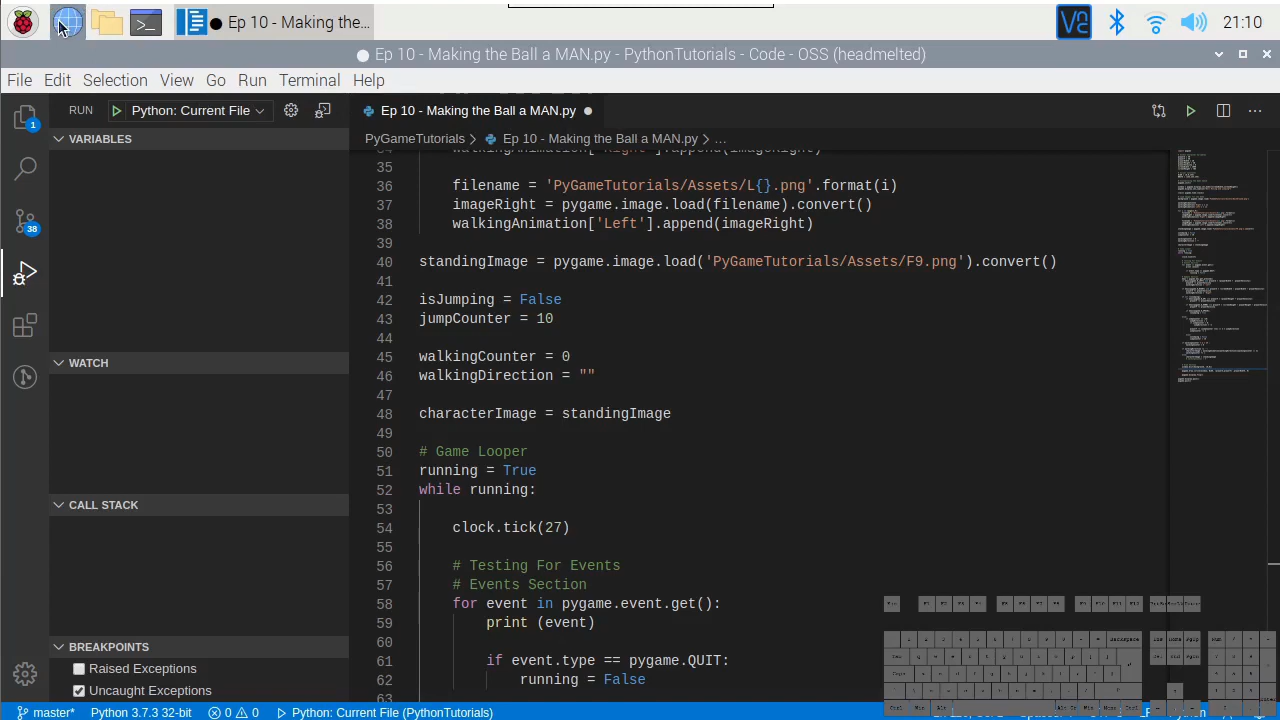 Ep 10 - Making the...
21:10
Ep 10 - Making the Ball a MAN.py - PythonTutorials - Code - OSS (headmelted)
File Edit Selection View Go Run Terminal Help
RUN Python: Current File
Ep 10 - Making the Ball a MAN.py
PyGameTutorials > Ep 10 - Making the Ball a MAN.py > ...
VARIABLES
WATCH
CALL STACK
BREAKPOINTS
Raised Exceptions
Uncaught Exceptions
1
38
34 walkingAnimation['Right'].append(imageRight)
35
36 filename = 'PyGameTutorials/Assets/L{}.png'.format(i)
37 imageRight = pygame.image.load(filename).convert()
38 walkingAnimation['Left'].append(imageRight)
39
40 standingImage = pygame.image.load('PyGameTutorials/Assets/F9.png').convert()
41
42 isJumping = False
43 jumpCounter = 10
44
45 walkingCounter = 0
46 walkingDirection = ""
47
48 characterImage = standingImage
49
50 # Game Looper
51 running = True
52 while running:
53
54 clock.tick(27)
55
56 # Testing For Events
57 # Events Section
58 for event in pygame.event.get():
59 print (event)
60
61 if event.type == pygame.QUIT:
62 running = False
63
master* Python 3.7.3 32-bit 0 0 Python: Current File (PythonTutorials)